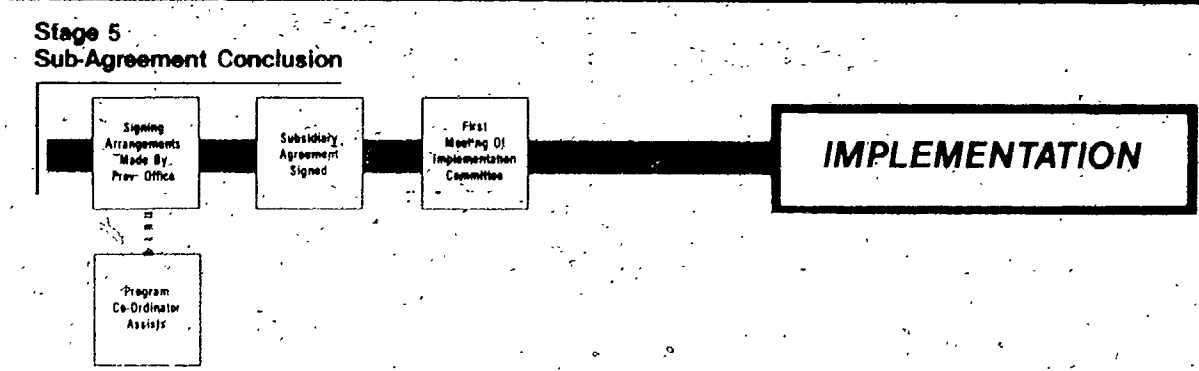 Stage 5
Sub-Agreement Conclusion
Signing
Arrangements
Made By
Prov Office
Subsidiary
Agreement
Signed
First
Meeting Of
Implementation
Committee
IMPLEMENTATION
Program
Co-Ordinator
Assists